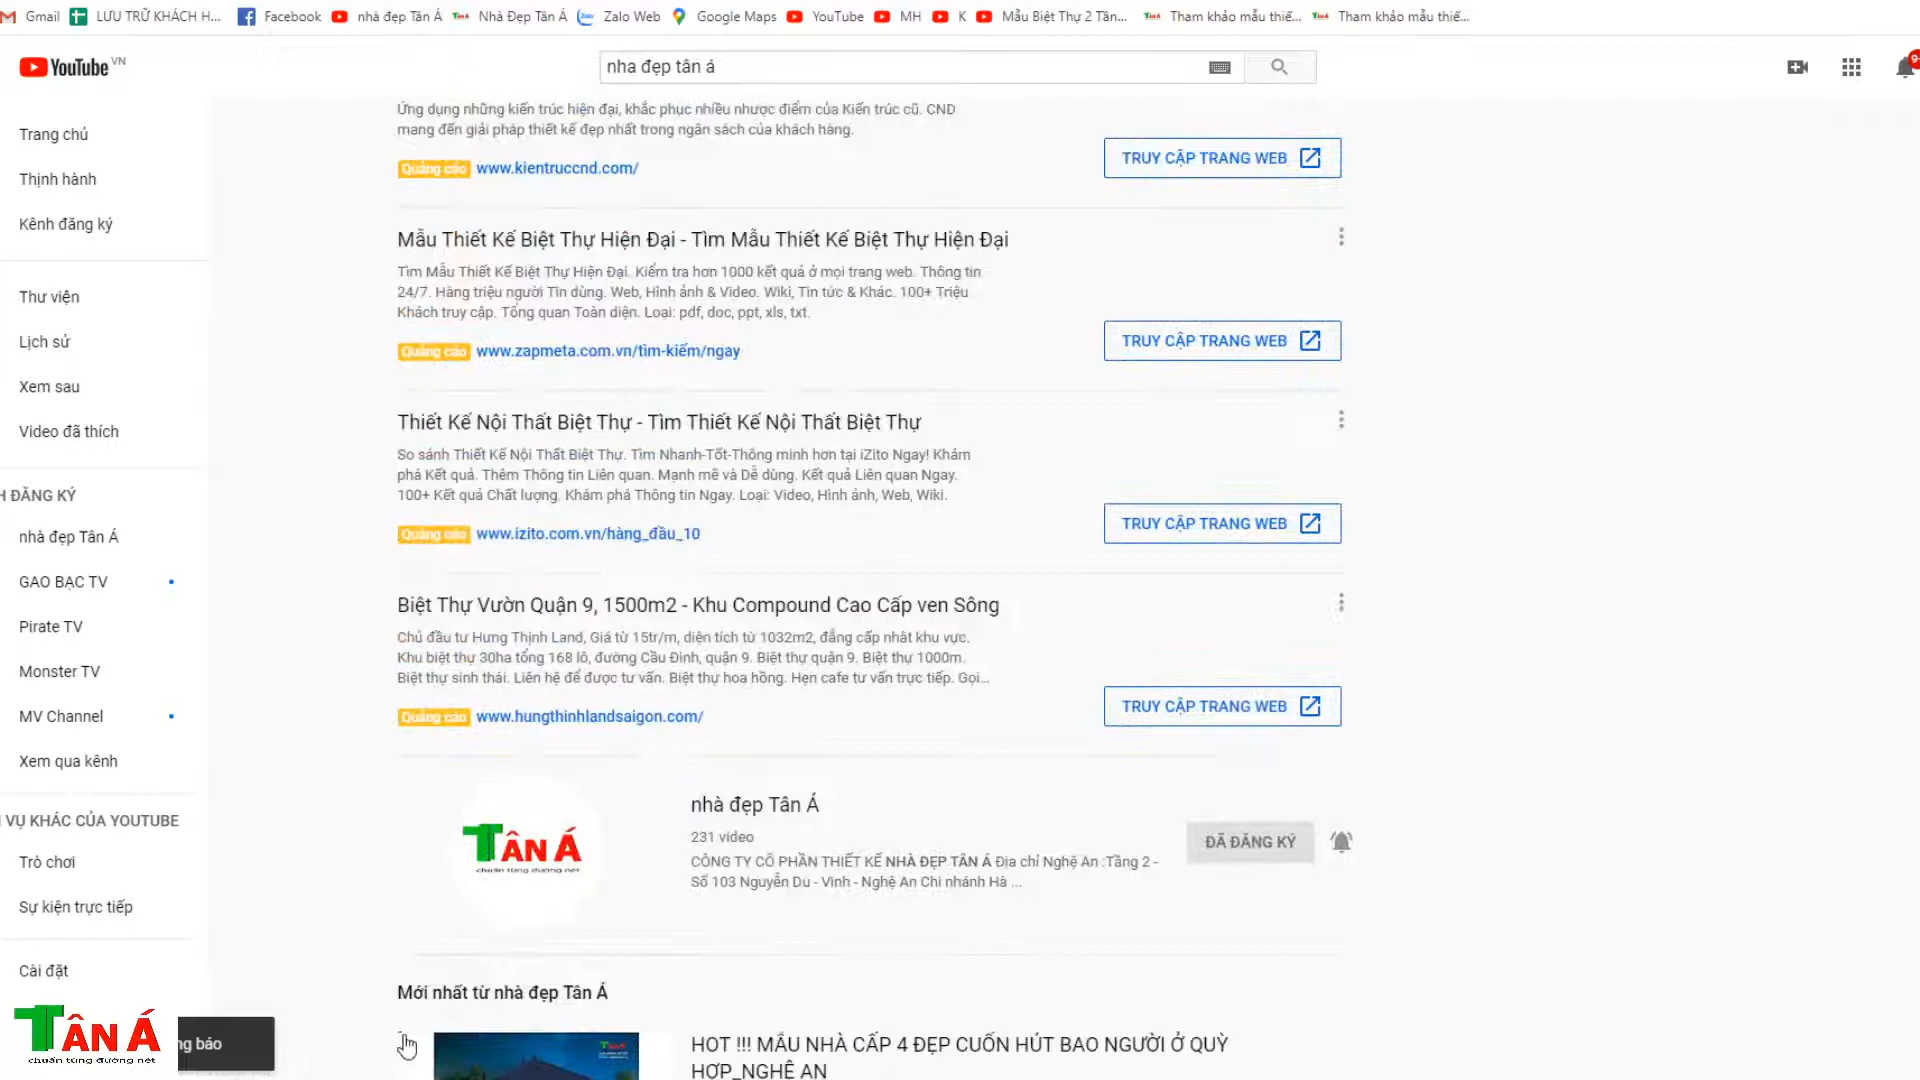 Gmail LƯU TRỮ KHÁCH H... Facebook nhà đẹp Tân Á Nhà Đẹp Tân Á Zalo Web Google Maps YouTube MH K Mẫu Biệt Thự 2 Tân... Tham khảo mẫu thiế... Tham khảo mẫu thiế...
YouTube VN
nha đẹp tân á
Trang chủ
Thịnh hành
Kênh đăng ký
Thư viện
Lịch sử
Xem sau
Video đã thích
H ĐĂNG KÝ
nhà đẹp Tân Á
GAO BẠC TV
Pirate TV
Monster TV
MV Channel
Xem qua kênh
VỤ KHÁC CỦA YOUTUBE
Trò chơi
Sự kiện trực tiếp
Cài đặt
TÂN Á
chuẩn từng đường nét
ng báo
Ứng dụng những kiến trúc hiện đại, khắc phục nhiều nhược điểm của Kiến trúc cũ. CND
mang đến giải pháp thiết kế đẹp nhất trong ngân sách của khách hàng.
Quảng cáo www.kientruccnd.com/
TRUY CẬP TRANG WEB
Mẫu Thiết Kế Biệt Thự Hiện Đại - Tìm Mẫu Thiết Kế Biệt Thự Hiện Đại
Tìm Mẫu Thiết Kế Biệt Thự Hiện Đại. Kiểm tra hơn 1000 kết quả ở mọi trang web. Thông tin
24/7. Hàng triệu người Tin dùng. Web, Hình ảnh & Video. Wiki, Tin tức & Khác. 100+ Triệu
Khách truy cập. Tổng quan Toàn diện. Loại: pdf, doc, ppt, xls, txt.
Quảng cáo www.zapmeta.com.vn/tìm-kiếm/ngay
TRUY CẬP TRANG WEB
Thiết Kế Nội Thất Biệt Thự - Tìm Thiết Kế Nội Thất Biệt Thự
So sánh Thiết Kế Nội Thất Biệt Thự. Tìm Nhanh-Tốt-Thông minh hơn tại iZito Ngay! Khám
phá Kết quả. Thêm Thông tin Liên quan. Mạnh mẽ và Dễ dùng. Kết quả Liên quan Ngay.
100+ Kết quả Chất lượng. Khám phá Thông tin Ngay. Loại: Video, Hình ảnh, Web, Wiki.
Quảng cáo www.izito.com.vn/hàng_đầu_10
TRUY CẬP TRANG WEB
Biệt Thự Vườn Quận 9, 1500m2 - Khu Compound Cao Cấp ven Sông
Chủ đầu tư Hưng Thịnh Land, Giá từ 15tr/m, diện tích từ 1032m2, đẳng cấp nhất khu vực.
Khu biệt thự 30ha tổng 168 lô, đường Cầu Đình, quận 9. Biệt thự quận 9. Biệt thự 1000m.
Biệt thự sinh thái. Liên hệ để được tư vấn. Biệt thự hoa hồng. Hẹn cafe tư vấn trực tiếp. Gọi...
Quảng cáo www.hungthinhlandsaigon.com/
TRUY CẬP TRANG WEB
TÂN Á
chuẩn từng đường nét
nhà đẹp Tân Á
231 video
CÔNG TY CỔ PHẦN THIẾT KẾ NHÀ ĐẸP TÂN Á Địa chỉ Nghệ An :Tầng 2 -
Số 103 Nguyễn Du - Vinh - Nghệ An Chi nhánh Hà ...
ĐÃ ĐĂNG KÝ
Mới nhất từ nhà đẹp Tân Á
HOT !!! MẪU NHÀ CẤP 4 ĐẸP CUỐN HÚT BAO NGƯỜI Ở QUỲ
HỢP_NGHỆ AN